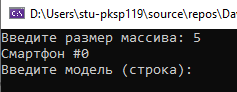 D:\Users\stu-pksp119\source\repos\Da
Введите размер массива: 5
Смартфон #0
Введите модель (строка):